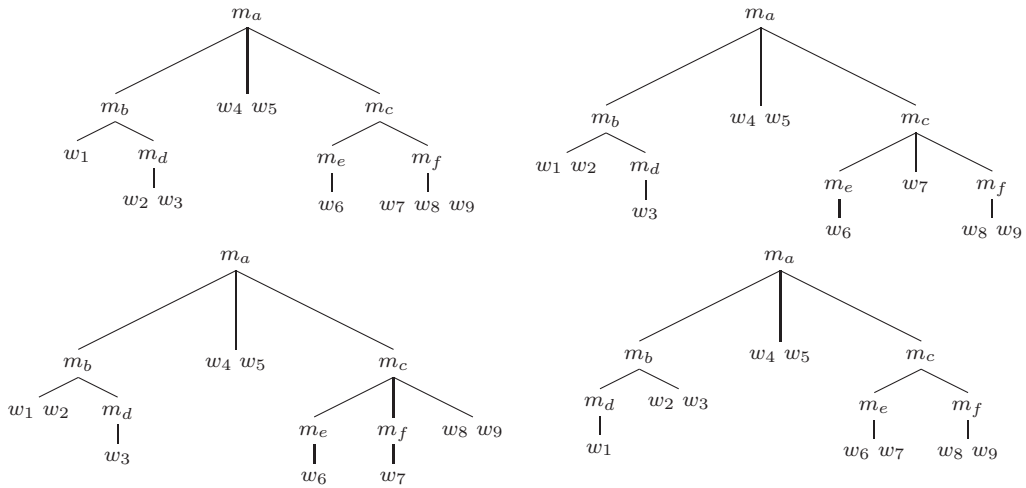 m_a m_a
m_b w_4 w_5 m_c m_b w_4 w_5 m_c
w_1 m_d m_e m_f w_1 w_2 m_d m_e w_7 m_f
w_2 w_3 w_6 w_7 w_8 w_9 w_3 w_6 w_8 w_9
m_a m_a
m_b w_4 w_5 m_c m_b w_4 w_5 m_c
w_1 w_2 m_d m_e m_f w_8 w_9 m_d w_2 w_3 m_e m_f
w_3 w_6 w_7 w_1 w_6 w_7 w_8 w_9